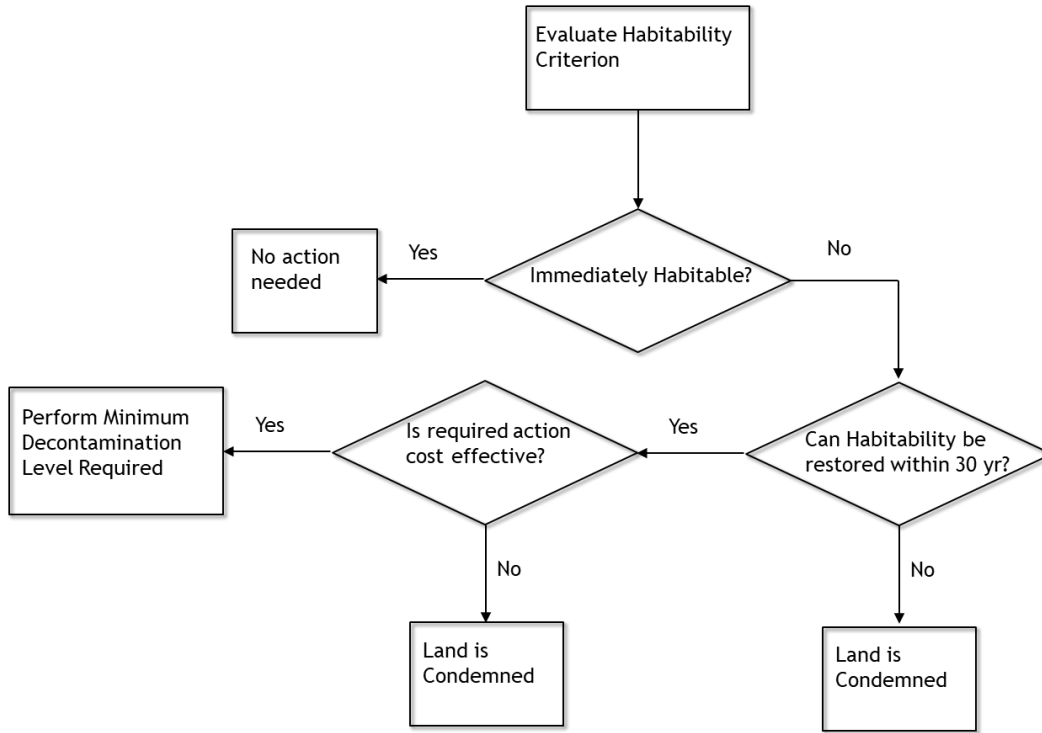 Evaluate Habitability
Criterion
No action
needed
Yes
Immediately Habitable?
No
Perform Minimum
Decontamination
Level Required
Yes
Is required action
cost effective?
Yes
Can Habitability be
restored within 30 yr?
No
No
Land is
Condemned
Land is
Condemned